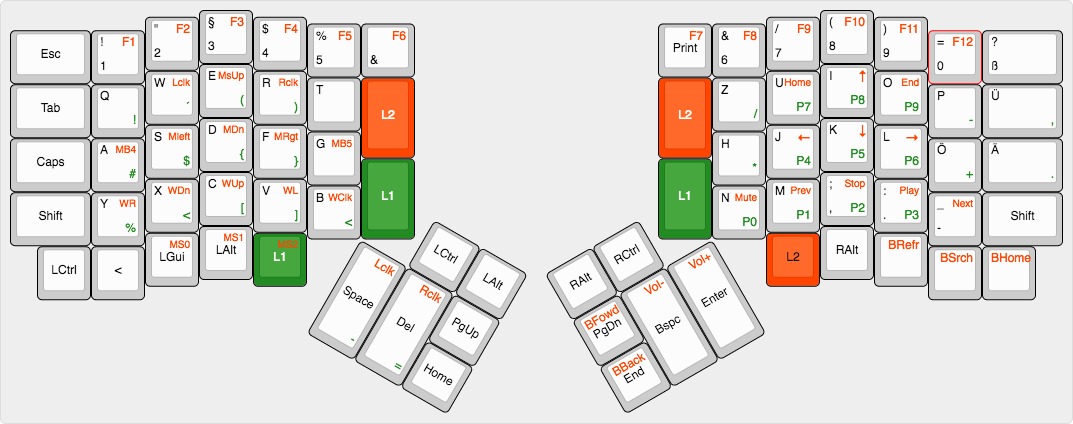 Esc ! F1 1 " F2 2 § F3 3 $ F4 4 % F5 5 F6 & F7 Print & F8 6 / F9 7 ( F10 8 ) F11 9 = F12 0 ? ß
Tab Q ! W Lclk ´ E MsUp ( R Rclk ) T L2 L2 Z / U Home P7 I ↑ P8 O End P9 P - Ü ,
Caps A MB4 # S Mleft $ D MDn { F MRgt } G MB5 H * J ← P4 K ↓ P5 L → P6 Ö + Ä .
Shift Y WR % X WDn < C WUp [ V WL ] B WClk < L1 L1 N Mute P0 M Prev P1 ; Stop , P2 : Play . P3 _ Next - Shift
LCtrl < MS0 LGui MS1 LAlt MS2 L1 L2 RAlt BRefr BSrch BHome
LCtrl LAlt RAlt RCtrl
Lclk Space - Rclk Del = PgUp BFowd PgDn Vol- Bspc Vol+ Enter
Home BBack End